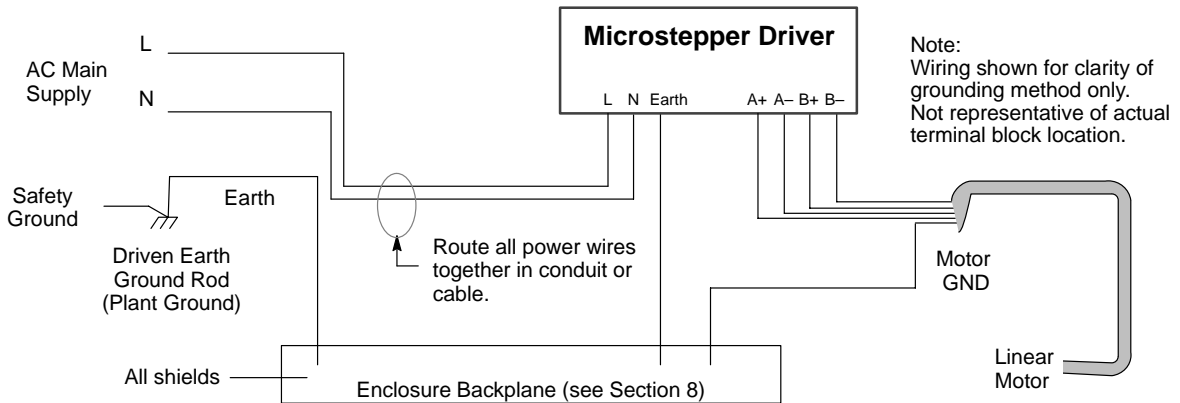 Microstepper Driver
L N Earth A+ A– B+ B–
L
AC Main
Supply
N
Note:
Wiring shown for clarity of
grounding method only.
Not representative of actual
terminal block location.
Safety
Ground
Earth
Driven Earth
Ground Rod
(Plant Ground)
Route all power wires
together in conduit or
cable.
Motor
GND
Linear
Motor
All shields
Enclosure Backplane (see Section 8)